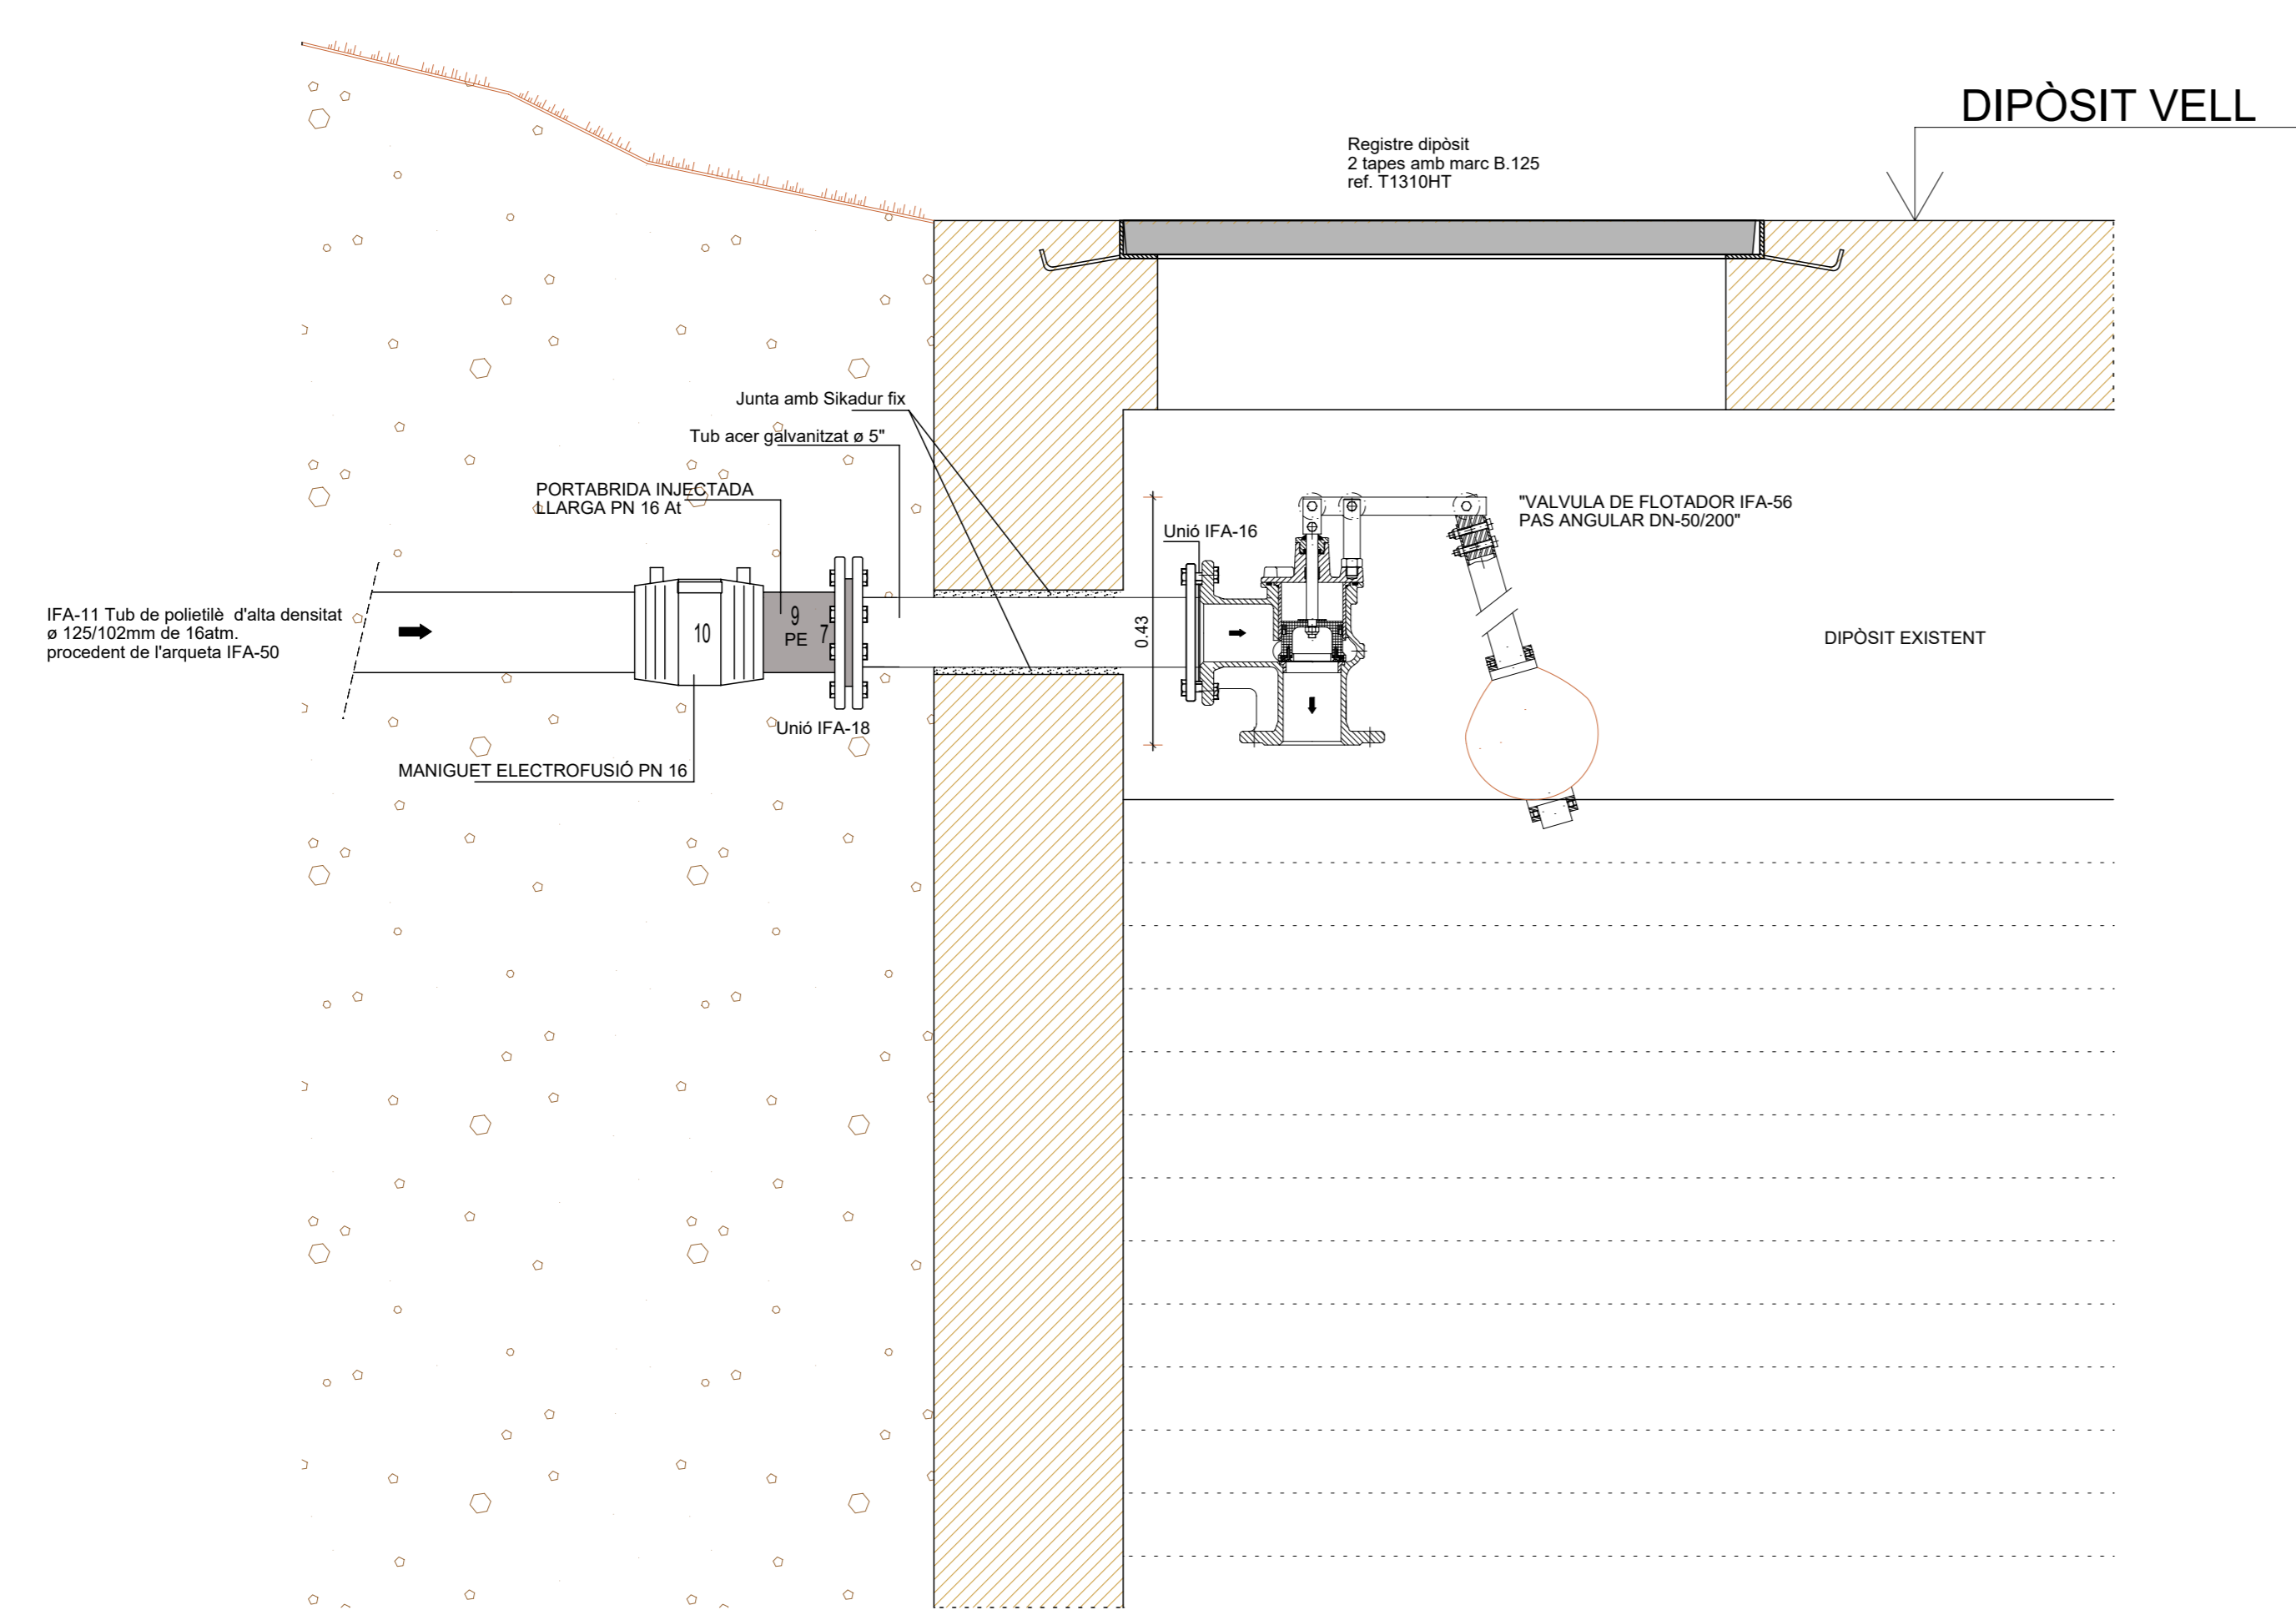 DIPÒSIT VELL
Registre dipòsit
2 tapes amb marc B.125
ref. T1310HT
Junta amb Sikadur fix
Tub acer galvanitzat ø 5"
PORTABRIDA INJECTADA
LLARGA PN 16 At
"VALVULA DE FLOTADOR IFA-56
PAS ANGULAR DN-50/200"
Unió IFA-16
0.43
IFA-11 Tub de polietilè d'alta densitat
ø 125/102mm de 16atm.
procedent de l'arqueta IFA-50
10
9
PE
7
DIPÒSIT EXISTENT
Unió IFA-18
MANIGUET ELECTROFUSIÓ PN 16